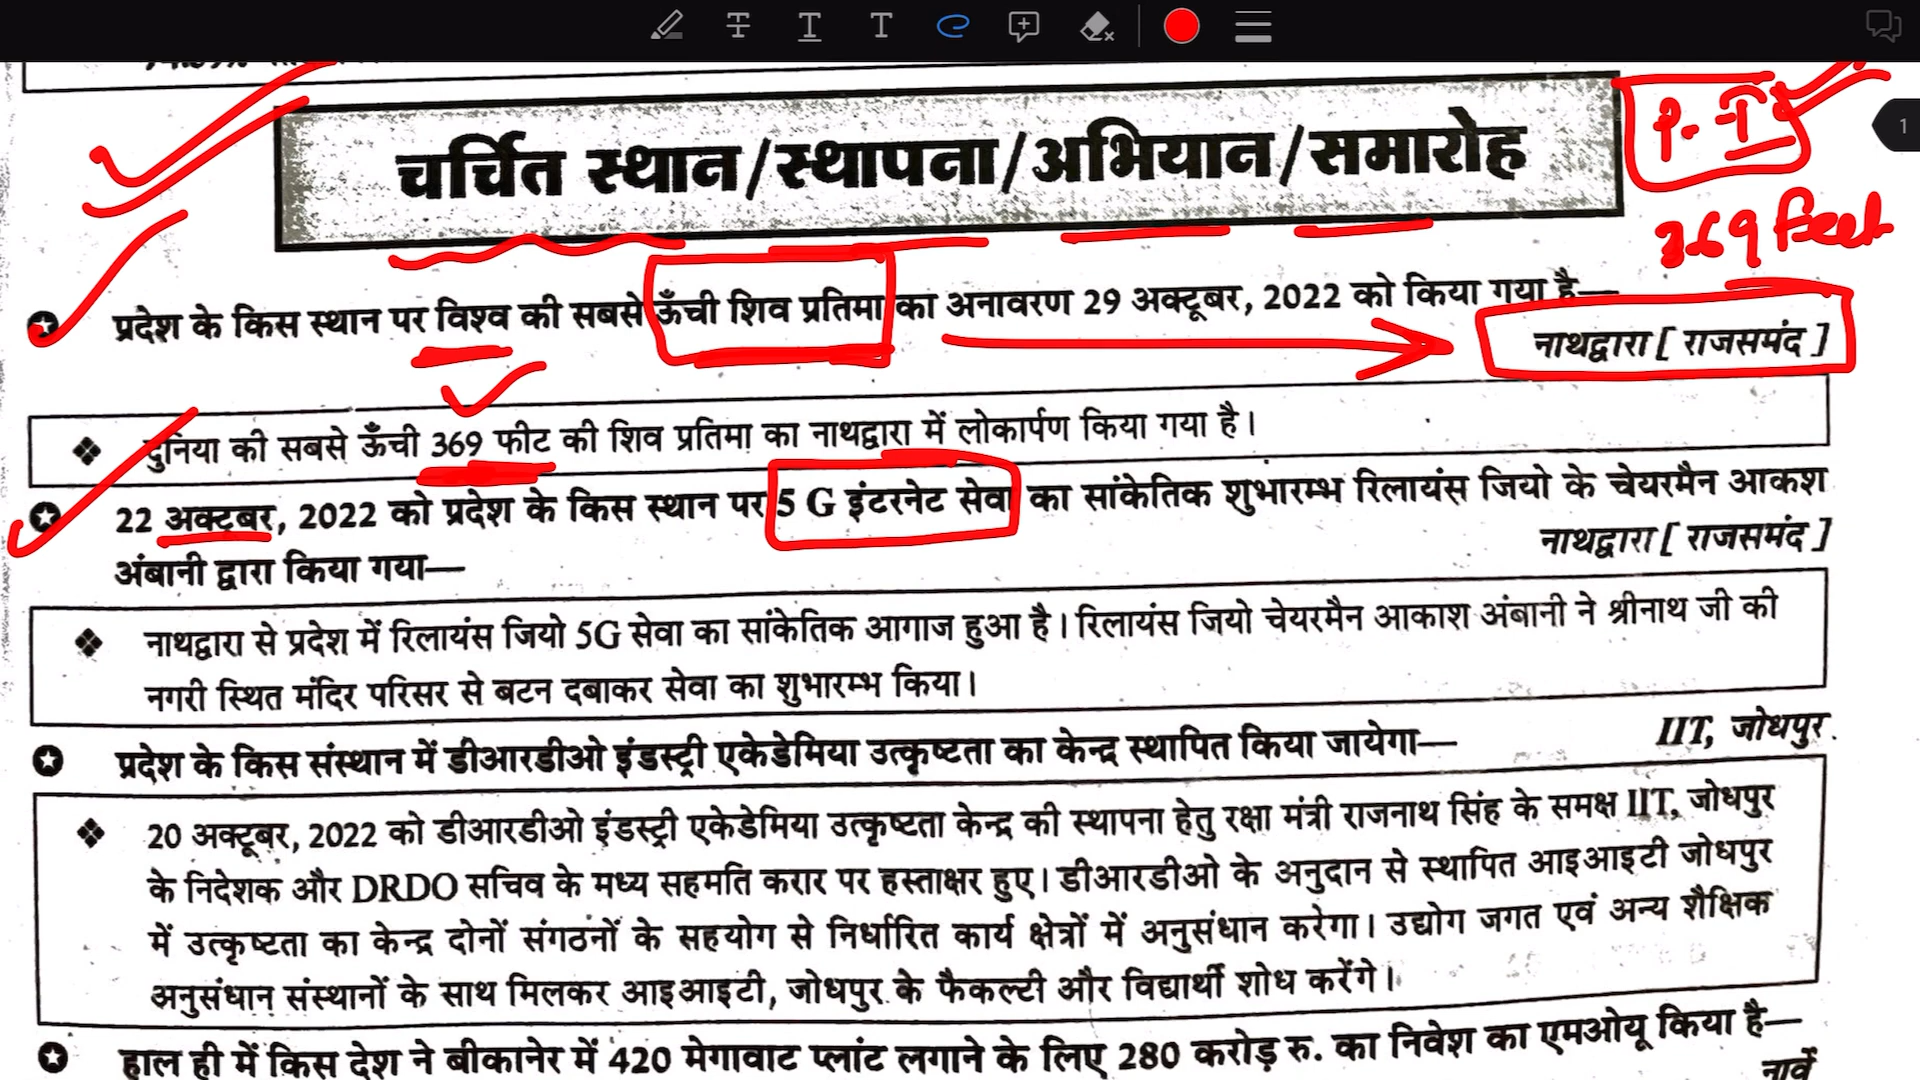 1
चर्चित स्थान/स्थापना/अभियान/समारोह
P. I
369 feet
प्रदेश के किस स्थान पर विश्व की सबसे ऊँची शिव प्रतिमा का अनावरण 29 अक्टूबर, 2022 को किया गया है—
नाथद्वारा [ राजसमंद ]
❖ दुनिया की सबसे ऊँची 369 फीट की शिव प्रतिमा का नाथद्वारा में लोकार्पण किया गया है।
22 अक्टूबर, 2022 को प्रदेश के किस स्थान पर 5 G इंटरनेट सेवा का सांकेतिक शुभारम्भ रिलायंस जियो के चेयरमैन आकश
अंबानी द्वारा किया गया—
नाथद्वारा [ राजसमंद ]
❖ नाथद्वारा से प्रदेश में रिलायंस जियो 5G सेवा का सांकेतिक आगाज हुआ है। रिलायंस जियो चेयरमैन आकाश अंबानी ने श्रीनाथ जी की
नगरी स्थित मंदिर परिसर से बटन दबाकर सेवा का शुभारम्भ किया।
प्रदेश के किस संस्थान में डीआरडीओ इंडस्ट्री एकेडेमिया उत्कृष्टता का केन्द्र स्थापित किया जायेगा—
IIT, जोधपुर
❖ 20 अक्टूबर, 2022 को डीआरडीओ इंडस्ट्री एकेडेमिया उत्कृष्टता केन्द्र की स्थापना हेतु रक्षा मंत्री राजनाथ सिंह के समक्ष IIT, जोधपुर
के निदेशक और DRDO सचिव के मध्य सहमति करार पर हस्ताक्षर हुए। डीआरडीओ के अनुदान से स्थापित आइआइटी जोधपुर
में उत्कृष्टता का केन्द्र दोनों संगठनों के सहयोग से निर्धारित कार्य क्षेत्रों में अनुसंधान करेगा। उद्योग जगत एवं अन्य शैक्षिक
अनुसंधान संस्थानों के साथ मिलकर आइआइटी, जोधपुर के फैकल्टी और विद्यार्थी शोध करेंगे।
हाल ही में किस देश ने बीकानेर में 420 मेगावाट प्लांट लगाने के लिए 280 करोड़ रु. का निवेश का एमओयू किया है—
नार्वे